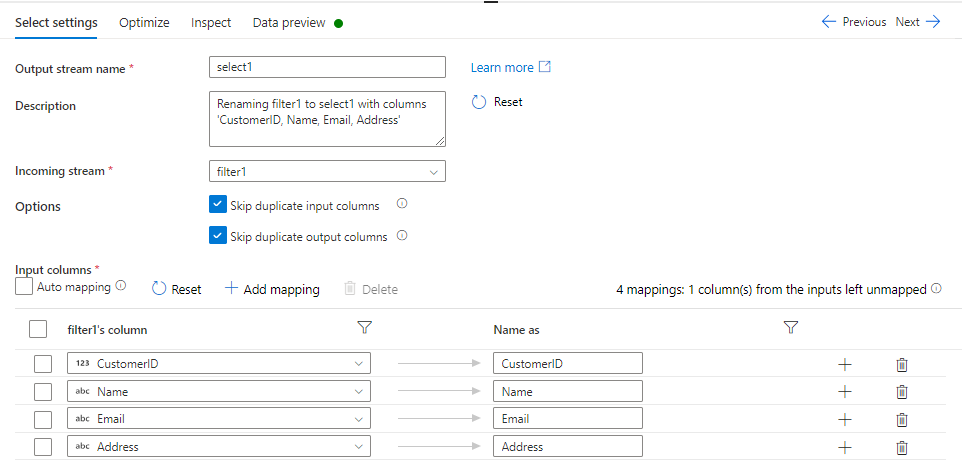 Select settings Optimize Inspect Data preview Previous Next
Output stream name * select1 Learn more
Description Renaming filter1 to select1 with columns Reset
'CustomerID, Name, Email, Address'
Incoming stream * filter1
Options Skip duplicate input columns
Skip duplicate output columns
Input columns *
Auto mapping Reset Add mapping Delete 4 mappings: 1 column(s) from the inputs left unmapped
filter1's column Name as
123 CustomerID CustomerID
abc Name Name
abc Email Email
abc Address Address